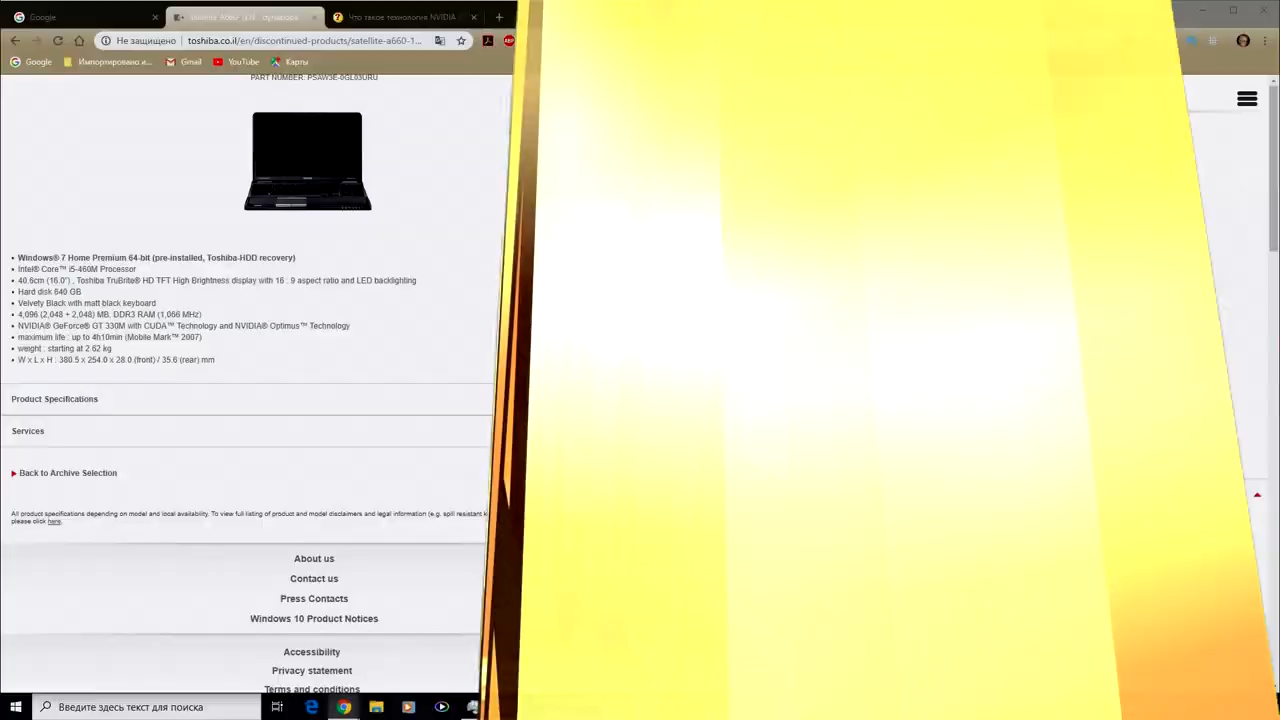 Google
Что такое технология NVIDIA
Не защищено
toshiba.co.il/en/discontinued-products/satellite-a660-1...
ABP
Google
Импортировано и...
Gmail
YouTube
Карты
PART NUMBER: PSAW3E-0GL03URU
• Windows® 7 Home Premium 64-bit (pre-installed, Toshiba-HDD recovery)
• Intel® Core™ i5-460M Processor
• 40.6cm (16.0") , Toshiba TruBrite® HD TFT High Brightness display with 16 : 9 aspect ratio and LED backlighting
• Hard disk 640 GB
• Velvety Black with matt black keyboard
• 4,096 (2,048 + 2,048) MB, DDR3 RAM (1,066 MHz)
• NVIDIA® GeForce® GT 330M with CUDA™ Technology and NVIDIA® Optimus™ Technology
• maximum life : up to 4h10min (Mobile Mark™ 2007)
• weight : starting at 2.62 kg
• W x L x H : 380.5 x 254.0 x 28.0 (front) / 35.6 (rear) mm
Product Specifications
Services
Back to Archive Selection
All product specifications depending on model and local availability. To view full listing of product and model disclaimers and legal information (e.g. spill resistant
please click here.
About us
Contact us
Press Contacts
Windows 10 Product Notices
Accessibility
Privacy statement
Terms and conditions
Введите здесь текст для поиска